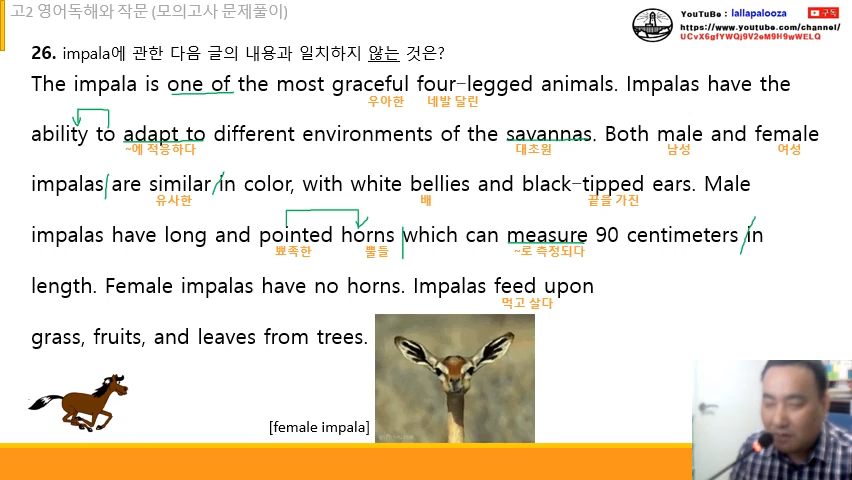 고2 영어독해와 작문 (모의고사 문제풀이)
YouTuBe : lallapalooza 구독
https://www.youtube.com/channel/
UCvX6gfYWQj9V2eM9H9wWELQ
26. impala에 관한 다음 글의 내용과 일치하지 않는 것은?
The impala is one of the most graceful four-legged animals. Impalas have the
우아한 네발 달린
ability to adapt to different environments of the savannas. Both male and female
~에 적응하다 대초원 남성 여성
impalas are similar in color, with white bellies and black-tipped ears. Male
유사한 배 끝을 가진
impalas have long and pointed horns which can measure 90 centimeters in
뾰족한 뿔들 ~로 측정되다
length. Female impalas have no horns. Impalas feed upon
먹고 살다
grass, fruits, and leaves from trees.
[female impala]